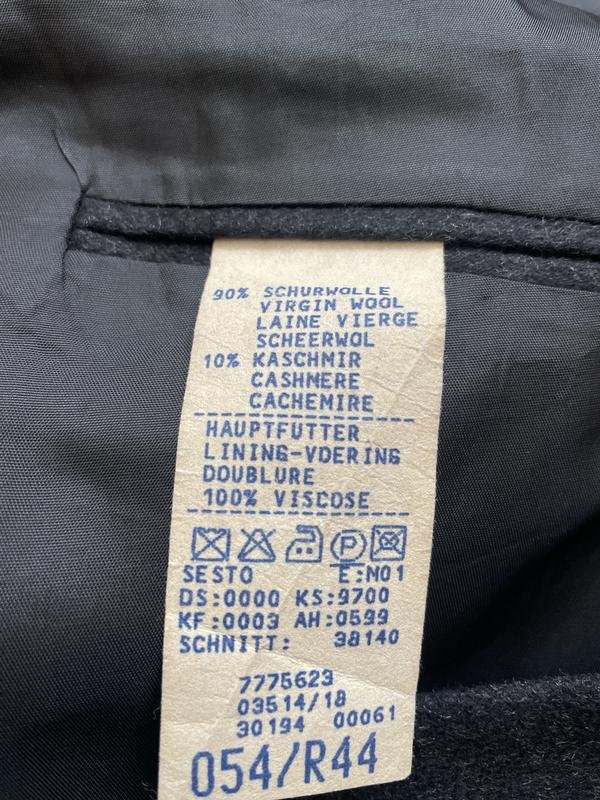 90% SCHURWOLLE
VIRGIN WOOL
LAINE VIERGE
SCHEERWOL
10% KASCHMIR
CASHMERE
CACHEMIRE
HAUPTFUTTER
LINING-VOERING
DOUBLURE
100% VISCOSE
P
SESTO E:M01
DS:0000 KS:9700
KF:0003 AH:0599
SCHNITT: 38140
7775623
03514/18
30194 00061
054/R44